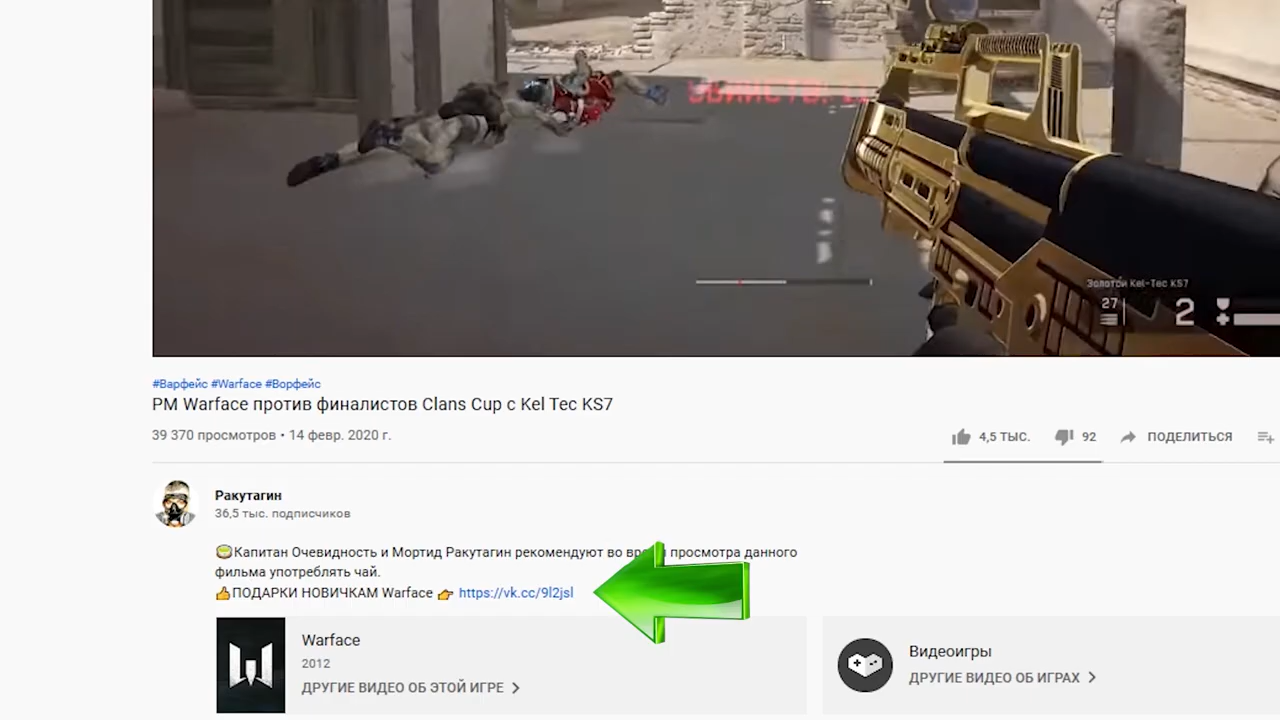 УБИЙСТВ: 11
Золотой Kel-Tec KS7
27
2
#Варфейс #Warface #Ворфейс
РМ Warface против финалистов Clans Cup с Kel Tec KS7
39 370 просмотров • 14 февр. 2020 г.
4,5 ТЫС.
92
ПОДЕЛИТЬСЯ
Ракутагин
36,5 тыс. подписчиков
Капитан Очевидность и Мортид Ракутагин рекомендуют во просмотра данного
фильма употреблять чай.
ПОДАРКИ НОВИЧКАМ Warface https://vk.cc/9l2jsl
Warface
2012
ДРУГИЕ ВИДЕО ОБ ЭТОЙ ИГРЕ
Видеоигры
ДРУГИЕ ВИДЕО ОБ ИГРАХ